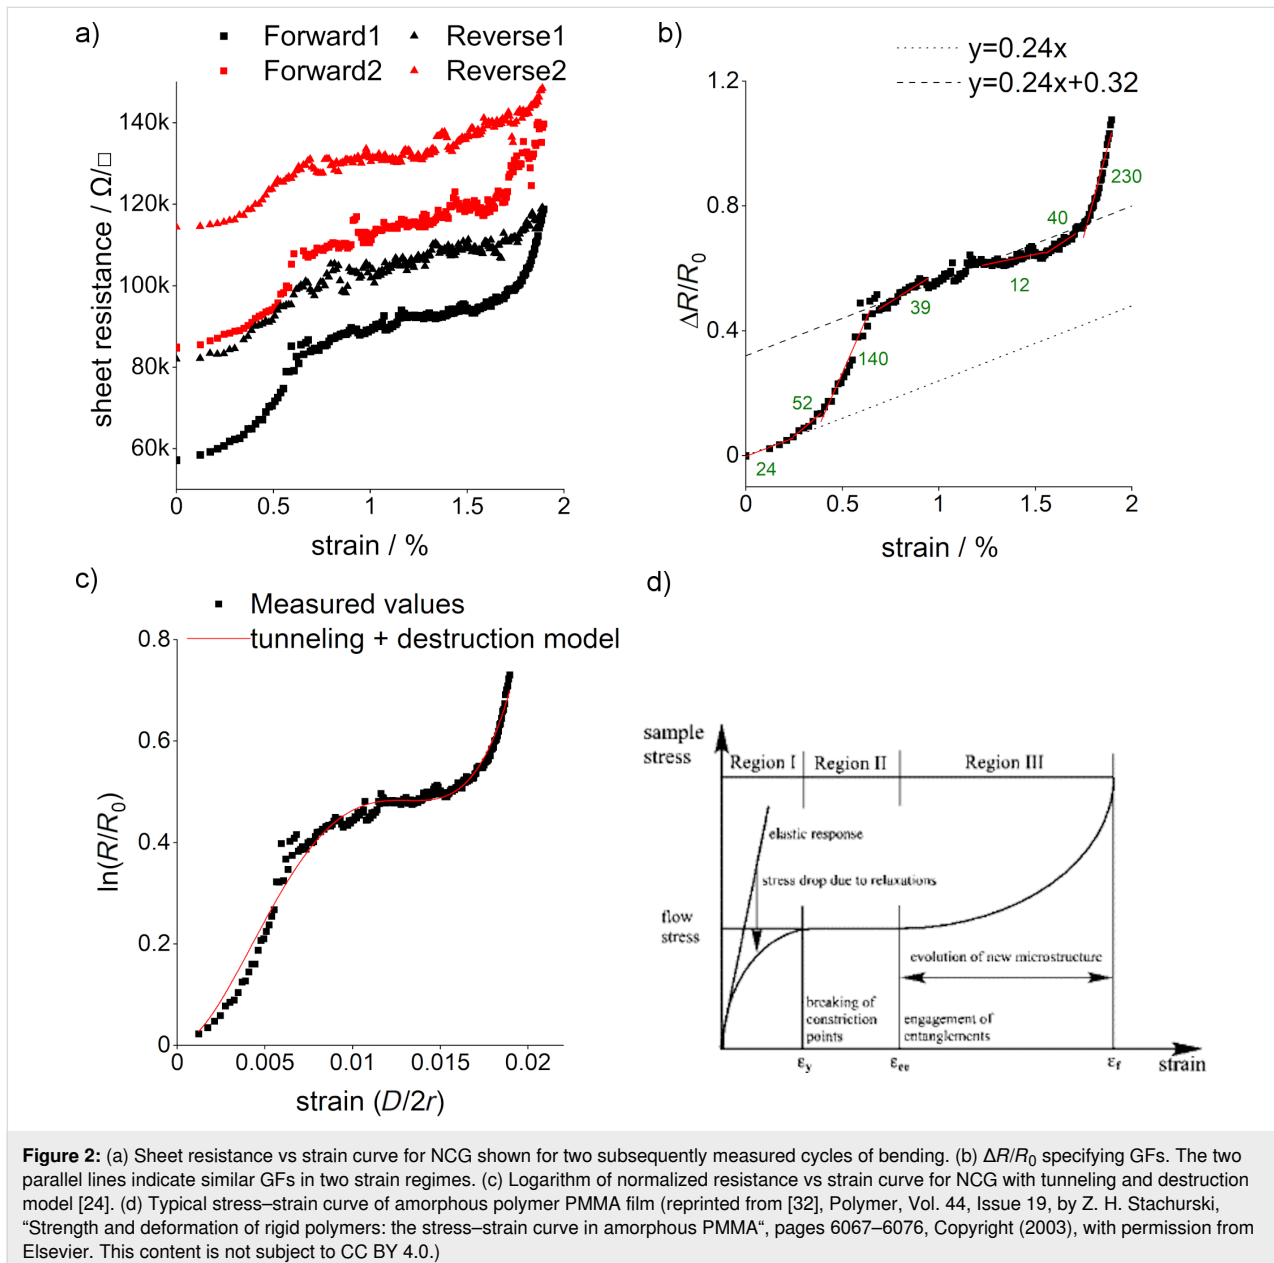 a)
Forward1
Reverse1
Forward2
Reverse2
140k
120k
100k
80k
60k
sheet resistance / Ω/□
0
0.5
1
1.5
2
strain / %
b)
y=0.24x
y=0.24x+0.32
1.2
0.8
0.4
0
ΔR/R0
230
40
12
39
140
52
24
0
0.5
1
1.5
2
strain / %
c)
Measured values
tunneling + destruction model
0.8
0.6
0.4
0.2
0
ln(R/R0)
0
0.005
0.01
0.02
strain (D/2r)
d)
sample
stress
Region I
Region II
Region III
elastic response
stress drop due to relaxations
flow
stress
evolution of new microstructure
breaking of
constriction
points
engagement of
entanglements
εy
εee
εf
strain
Figure 2: (a) Sheet resistance vs strain curve for NCG shown for two subsequently measured cycles of bending. (b) ΔR/R0 specifying GFs. The two
parallel lines indicate similar GFs in two strain regimes. (c) Logarithm of normalized resistance vs strain curve for NCG with tunneling and destruction
model [24]. (d) Typical stress–strain curve of amorphous polymer PMMA film (reprinted from [32], Polymer, Vol. 44, Issue 19, by Z. H. Stachurski,
“Strength and deformation of rigid polymers: the stress–strain curve in amorphous PMMA“, pages 6067–6076, Copyright (2003), with permission from
Elsevier. This content is not subject to CC BY 4.0.)